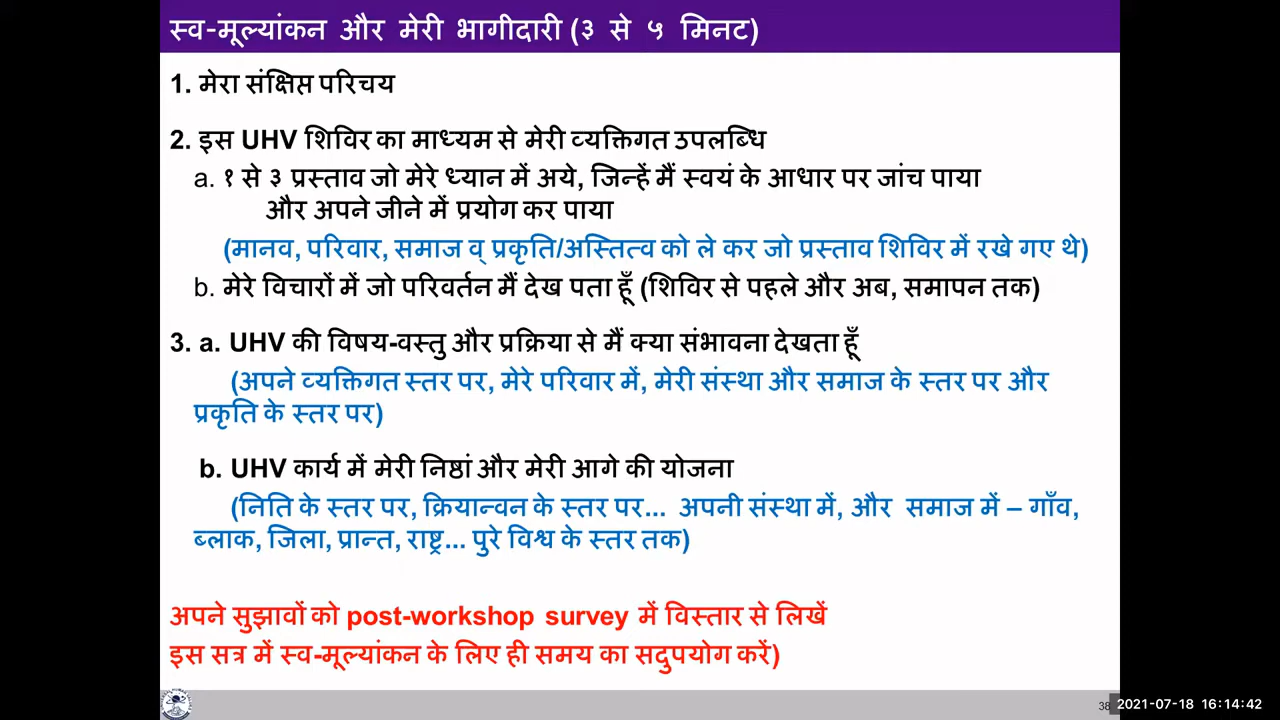 स्व-मूल्यांकन और मेरी भागीदारी (३ से ५ मिनट)
1. मेरा संक्षिप्त परिचय
2. इस UHV शिविर का माध्यम से मेरी व्यक्तिगत उपलब्धि
a. १ से ३ प्रस्ताव जो मेरे ध्यान में अये, जिन्हें मैं स्वयं के आधार पर जांच पाया
और अपने जीने में प्रयोग कर पाया
(मानव, परिवार, समाज व् प्रकृति/अस्तित्व को ले कर जो प्रस्ताव शिविर में रखे गए थे)
b. मेरे विचारों में जो परिवर्तन मैं देख पता हूँ (शिविर से पहले और अब, समापन तक)
3. a. UHV की विषय-वस्तु और प्रक्रिया से मैं क्या संभावना देखता हूँ
(अपने व्यक्तिगत स्तर पर, मेरे परिवार में, मेरी संस्था और समाज के स्तर पर और
प्रकृति के स्तर पर)
b. UHV कार्य में मेरी निष्ठां और मेरी आगे की योजना
(निति के स्तर पर, क्रियान्वन के स्तर पर... अपनी संस्था में, और समाज में – गाँव,
ब्लाक, जिला, प्रान्त, राष्ट्र... पुरे विश्व के स्तर तक)
अपने सुझावों को post-workshop survey में विस्तार से लिखें
इस सत्र में स्व-मूल्यांकन के लिए ही समय का सदुपयोग करें)
38
2021-07-18 16:14:42